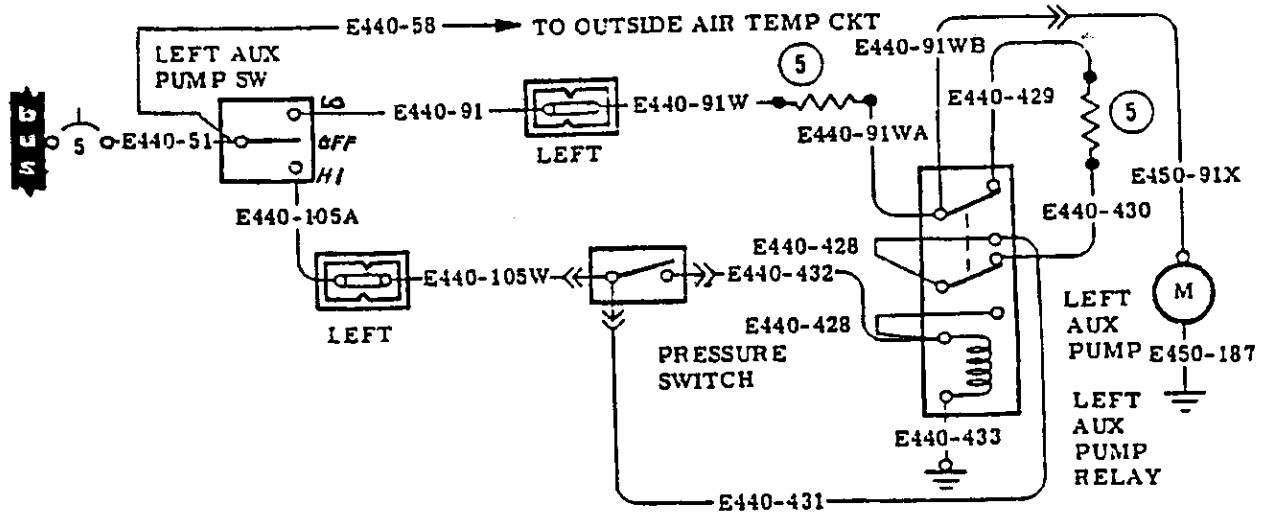 E440-58
TO OUTSIDE AIR TEMP CKT
LEFT AUX
PUMP SW
E440-91WB
5
E440-429
BUS
5
E440-51
LO
OFF
HI
E440-91
LEFT
E440-91W
E440-91WA
5
E450-91X
E440-105A
E440-430
E440-428
E440-105W
E440-432
LEFT
PRESSURE
SWITCH
E440-428
LEFT
AUX
PUMP
M
E450-187
E440-433
LEFT
AUX
PUMP
RELAY
E440-431